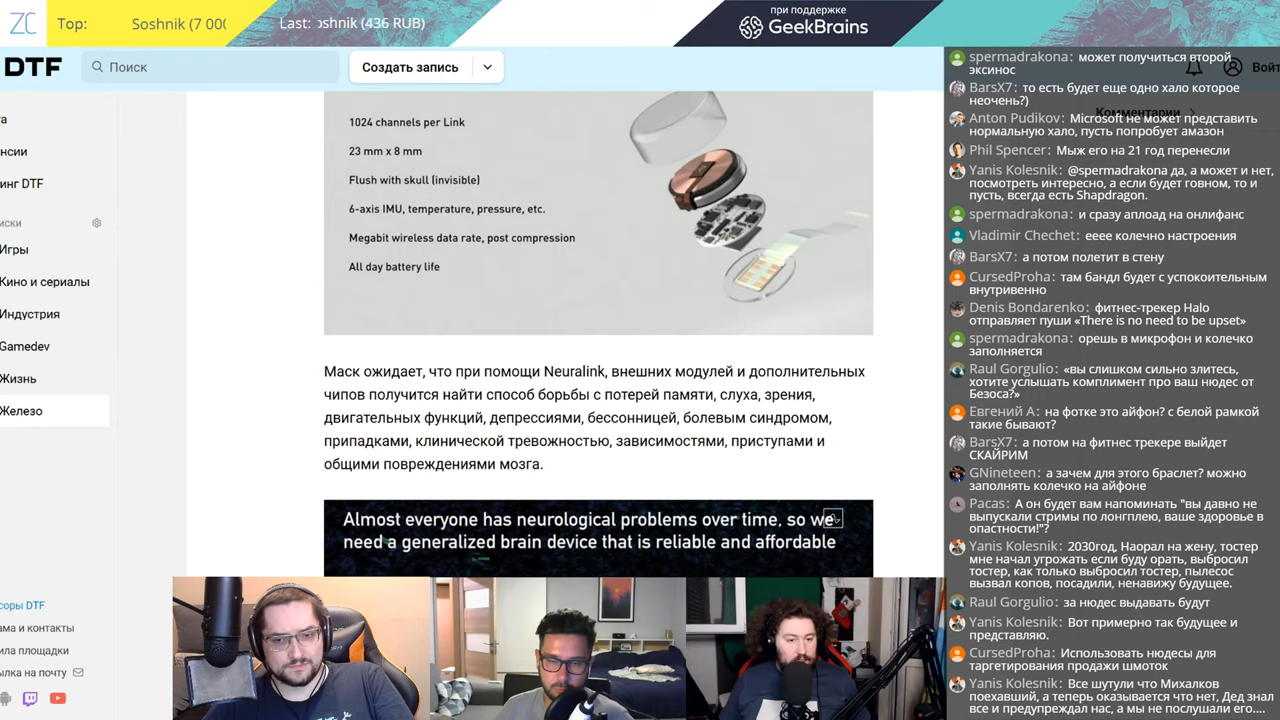 ZC
Top:
Soshnik (7 00
Last:
oshnik (436 RUB)
при поддержке
GeekBrains
DTF
Поиск
Создать запись
Войт
Комментарии
та
нсии
инг DTF
иски
Игры
Кино и сериалы
Индустрия
Gamedev
Жизнь
Железо
соры DTF
ама и контакты
вила площадки
ылка на почту
1024 channels per Link
23 mm x 8 mm
Flush with skull (invisible)
6-axis IMU, temperature, pressure, etc.
Megabit wireless data rate, post compression
All day battery life
Маск ожидает, что при помощи Neuralink, внешних модулей и дополнительных
чипов получится найти способ борьбы с потерей памяти, слуха, зрения,
двигательных функций, депрессиями, бессонницей, болевым синдромом,
припадками, клинической тревожностью, зависимостями, приступами и
общими повреждениями мозга.
Almost everyone has neurological problems over time, so we
need a generalized brain device that is reliable and affordable
spermadrakona: может получиться второй
эксинос
BarsX7: то есть будет еще одно хало которое
неочень?)
Anton Pudikov: Microsoft не может представить
нормальную хало, пусть попробует амазон
Phil Spencer: Мыж его на 21 год перенесли
Yanis Kolesnik: @spermadrakona да, а может и нет,
посмотреть интересно, а если будет говном, то и
пусть, всегда есть Shapdragon.
spermadrakona: и сразу аплоад на онлифанс
Vladimir Chechet: ееее колечно настроения
BarsX7: а потом полетит в стену
CursedProha: там бандл будет с успокоительным
внутривенно
Denis Bondarenko: фитнес-трекер Halo
отправляет пуши «There is no need to be upset»
spermadrakona: орешь в микрофон и колечко
заполняется
Raul Gorgulio: «вы слишком сильно злитесь,
хотите услышать комплимент про ваш нюдес от
Безоса?»
Евгений А: на фотке это айфон? с белой рамкой
такие бывают?
BarsX7: а потом на фитнес трекере выйдет
СКАЙРИМ
GNineteen: а зачем для этого браслет? можно
заполнять колечко на айфоне
Pacas: А он будет вам напоминать "вы давно не
выпускали стримы по лонгплею, ваше здоровье в
опастности!"?
Yanis Kolesnik: 2030год, Наорал на жену, тостер
мне начал угрожать если буду орать, выбросил
тостер, как только выбросил тостер, пылесос
вызвал копов, посадили, ненавижу будущее.
Raul Gorgulio: за нюдес выдавать будут
Yanis Kolesnik: Вот примерно так будущее и
представляю.
CursedProha: Использовать нюдесы для
таргетирования продажи шмоток
Yanis Kolesnik: Все шутили что Михалков
поехавший, а теперь оказывается что нет, Дед знал
все и предупреждал нас, а мы не послушали его....